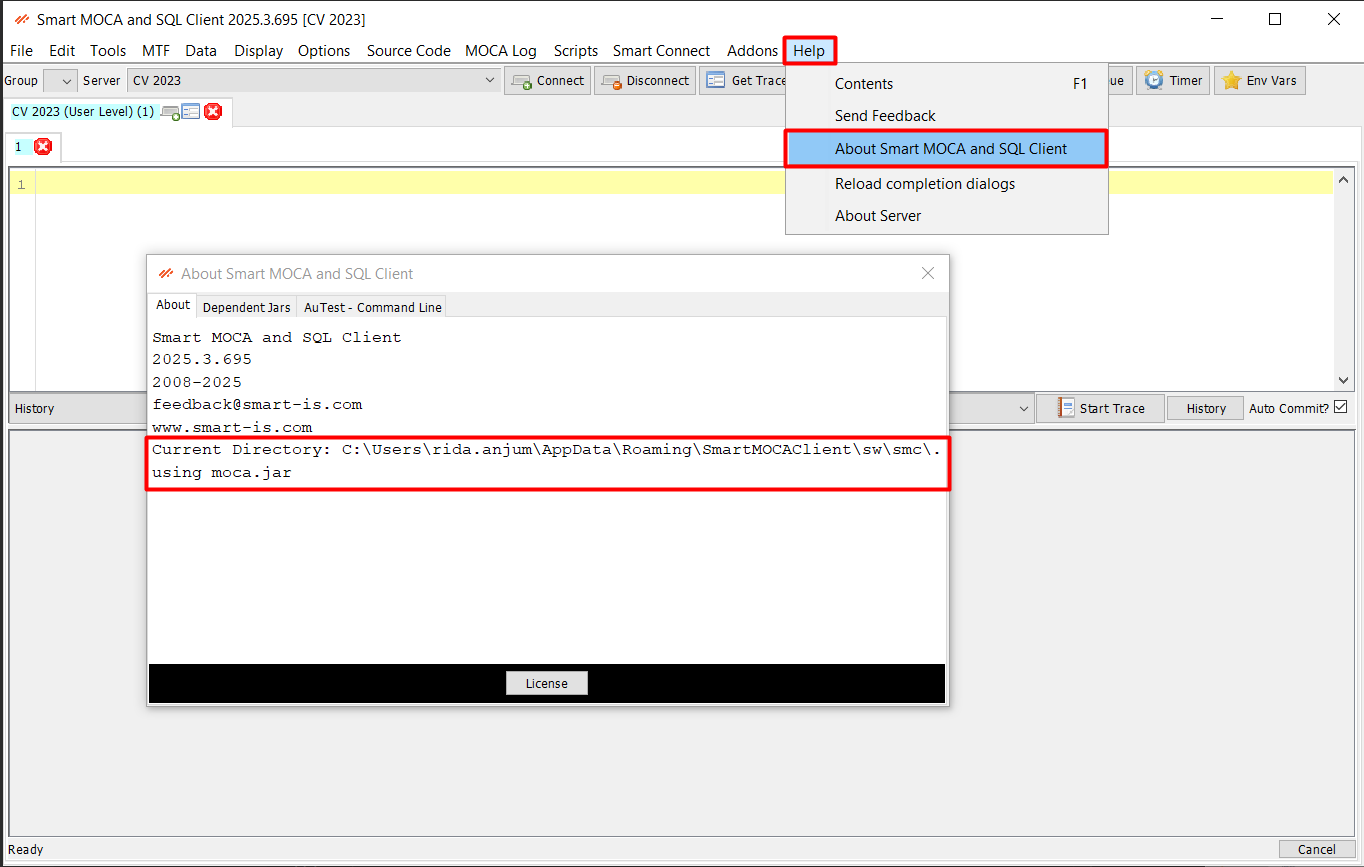 Smart MOCA and SQL Client 2025.3.695 [CV 2023]
File Edit Tools MTF Data Display Options Source Code MOCA Log Scripts Smart Connect Addons Help
Group Server CV 2023 Connect Disconnect Get Trace ue Timer Env Vars
Contents F1
Send Feedback
About Smart MOCA and SQL Client
Reload completion dialogs
About Server
CV 2023 (User Level) (1)
1
1
About Smart MOCA and SQL Client
About Dependent Jars AuTest - Command Line
Smart MOCA and SQL Client
2025.3.695
2008-2025
feedback@smart-is.com
www.smart-is.com
Current Directory: C:\Users\rida.anjum\AppData\Roaming\SmartMOCAClient\sw\smc\.
using moca.jar
License
History Start Trace History Auto Commit?
Ready Cancel